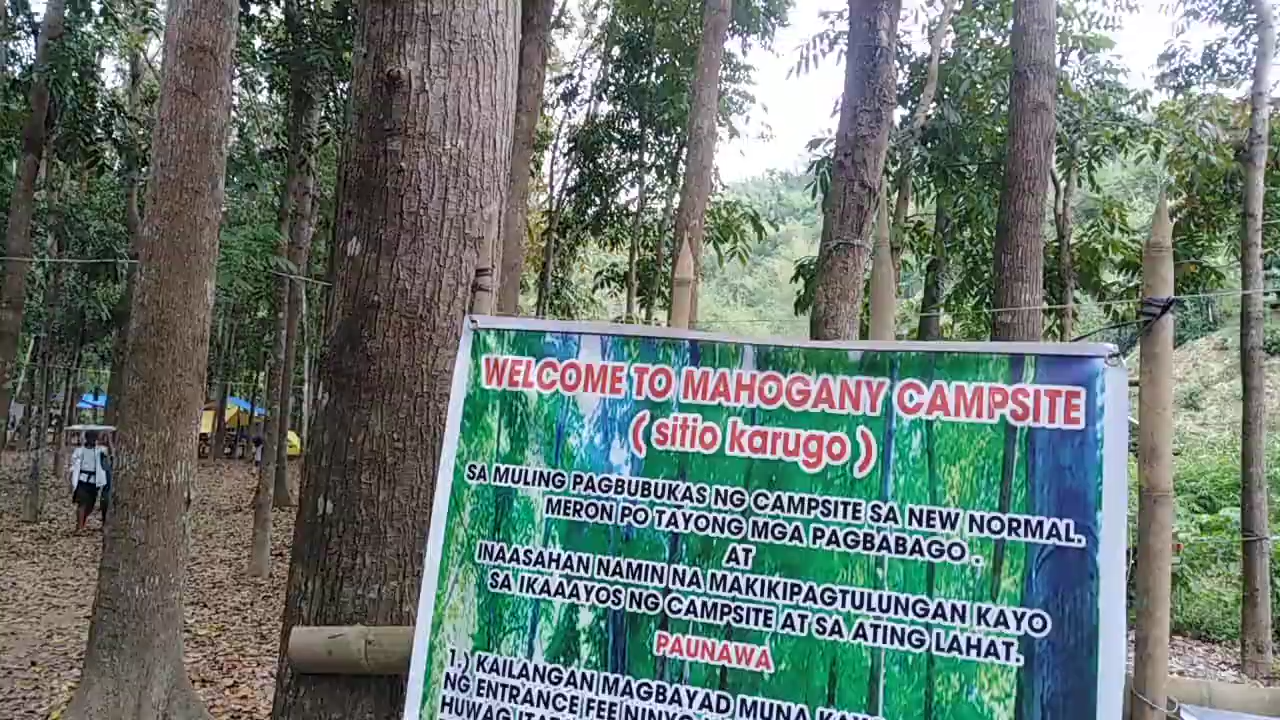 WELCOME TO MAHOGANY CAMPSITE
( sitio karugo )
SA MULING PAGBUBUKAS NG CAMPSITE SA NEW NORMAL.
MERON PO TAYONG MGA PAGBABAGO .
AT
INAASAHAN NAMIN NA MAKIKIPAGTULUNGAN KAYO
SA IKAAAYOS NG CAMPSITE AT SA ATING LAHAT.
PAUNAWA
1.) KAILANGAN MAGBAYAD MUNA KAYO
NG ENTRANCE FEE NINYO
HUWAG